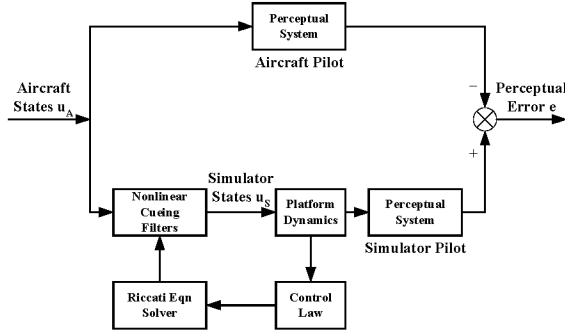 Perceptual
System
Aircraft Pilot
Aircraft
States u_A
−
Perceptual
Error e
+
Simulator
States u_S
Nonlinear
Cueing
Filters
Platform
Dynamics
Perceptual
System
Simulator Pilot
Riccati Eqn
Solver
Control
Law